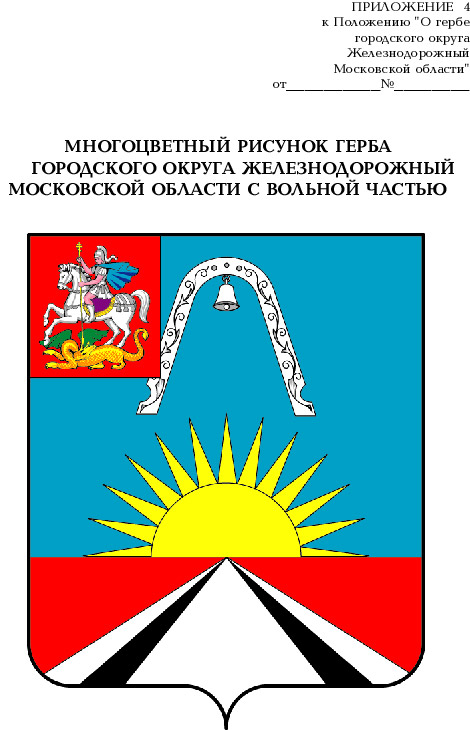 ПРИЛОЖЕНИЕ 4
к Положению "О гербе
городского округа
Железнодорожный
Московской области"
от______________№___________
МНОГОЦВЕТНЫЙ РИСУНОК ГЕРБА
ГОРОДСКОГО ОКРУГА ЖЕЛЕЗНОДОРОЖНЫЙ
МОСКОВСКОЙ ОБЛАСТИ С ВОЛЬНОЙ ЧАСТЬЮ